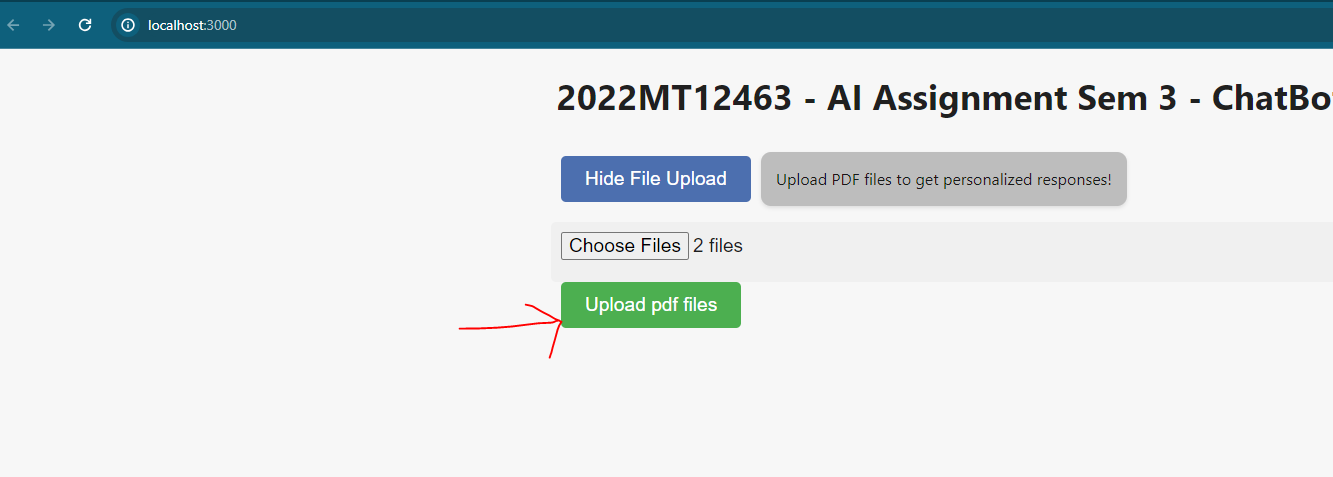 localhost:3000
2022MT12463 - AI Assignment Sem 3 - ChatBo
Hide File Upload
Upload PDF files to get personalized responses!
Choose Files 2 files
Upload pdf files